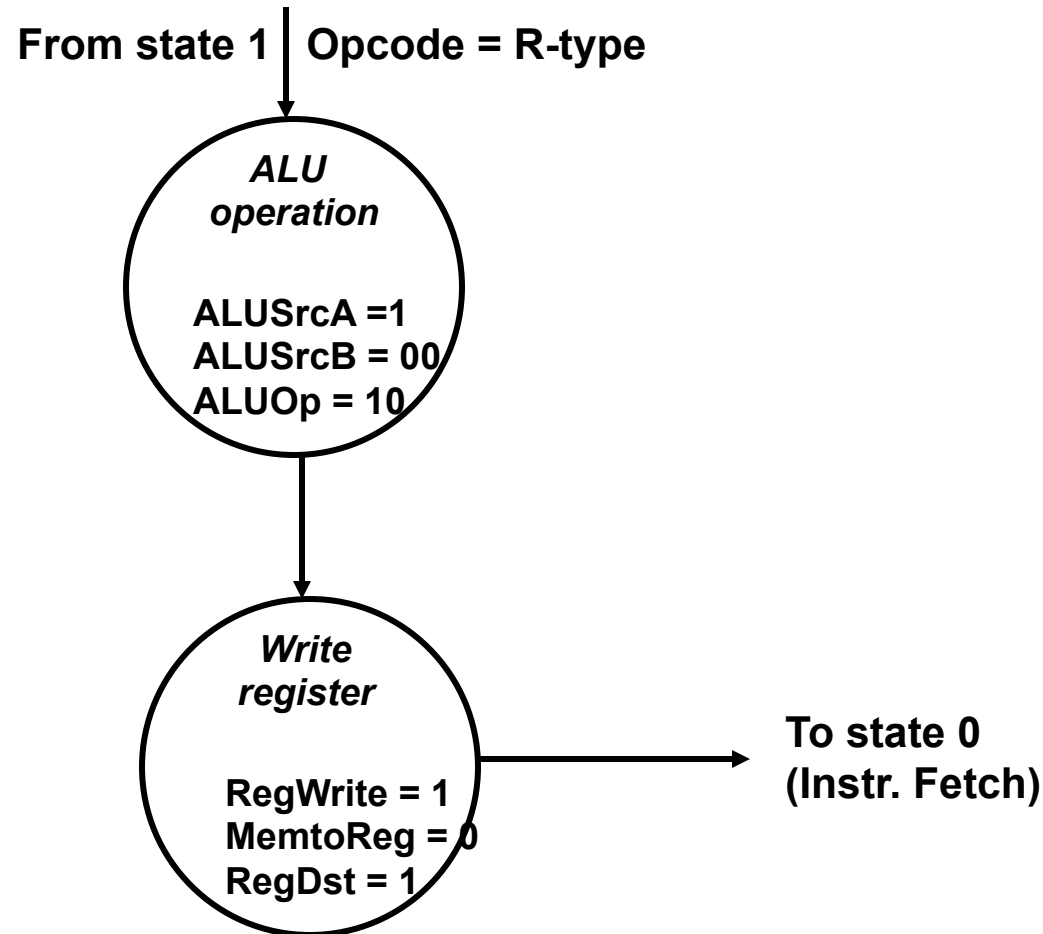 From state 1 Opcode = R-type
ALU
operation
ALUSrcA =1
ALUSrcB = 00
ALUOp = 10
Write
register
RegWrite = 1
MemtoReg = 0
RegDst = 1
To state 0
(Instr. Fetch)